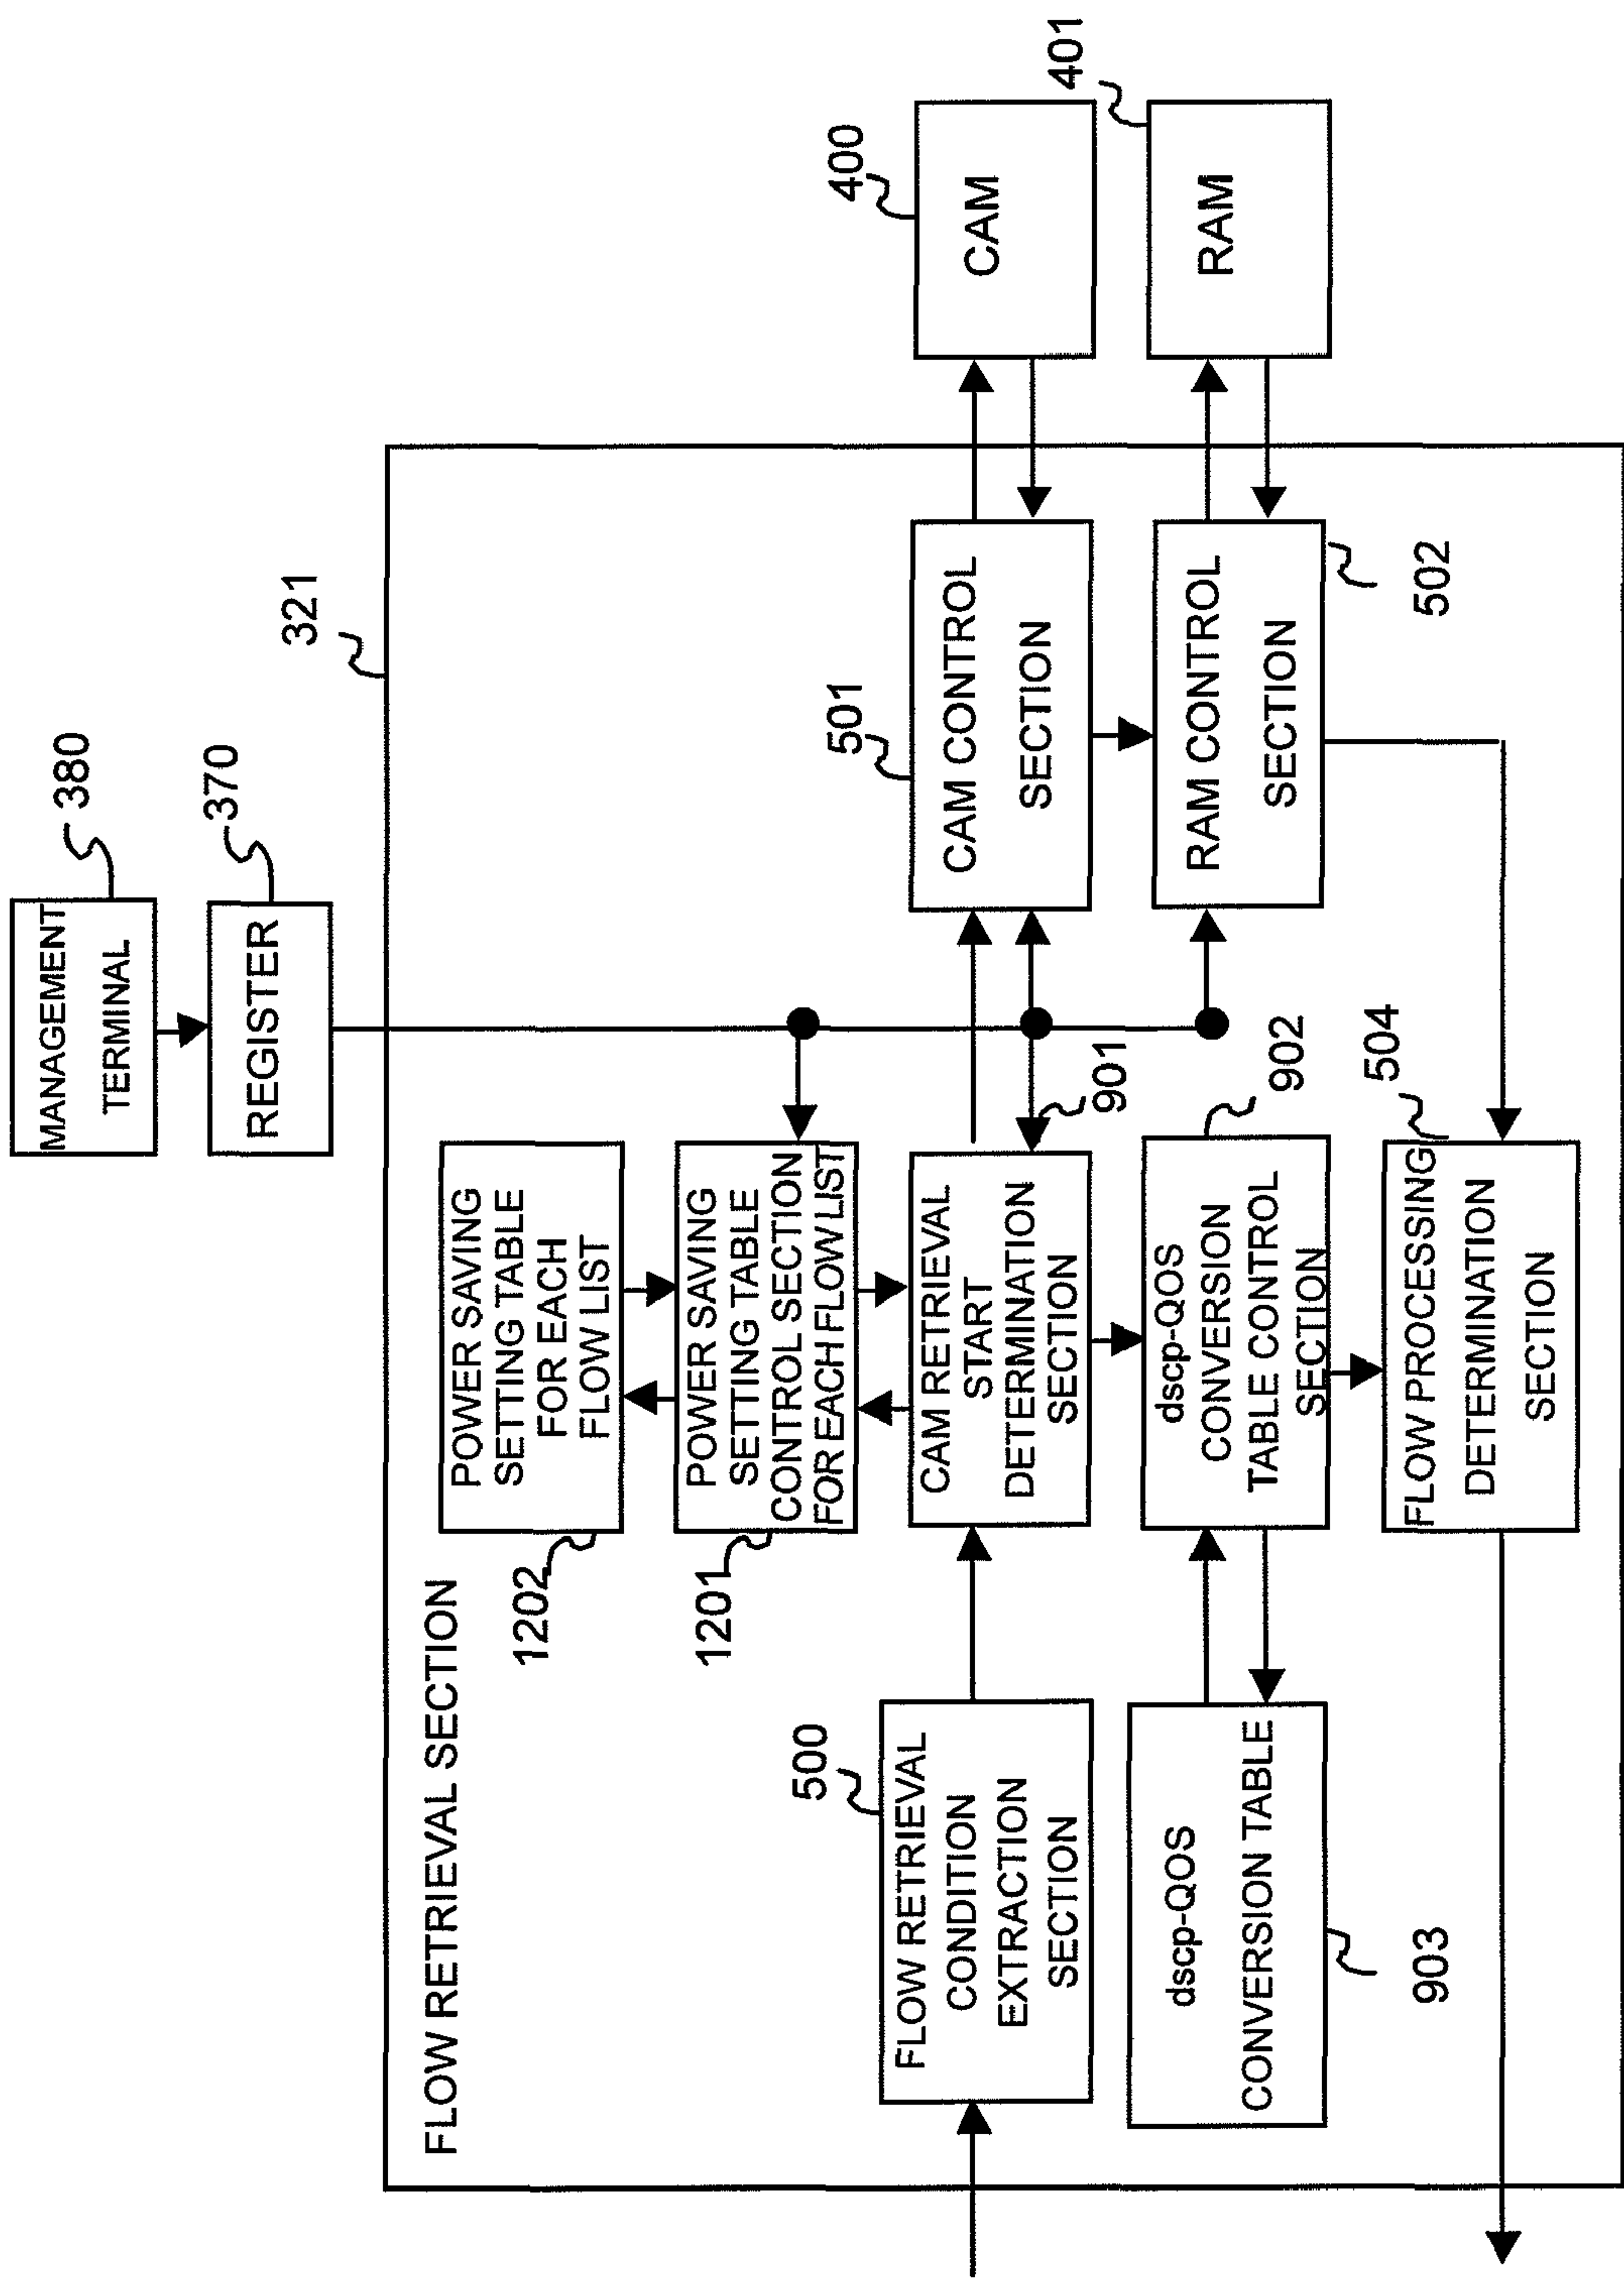 MANAGEMENT
TERMINAL
380
REGISTER
370
321
FLOW RETRIEVAL SECTION
1202
POWER SAVING
SETTING TABLE
FOR EACH
FLOW LIST
1201
POWER SAVING
SETTING TABLE
CONTROL SECTION
FOR EACH FLOW LIST
500
FLOW RETRIEVAL
CONDITION
EXTRACTION
SECTION
CAM RETRIEVAL
START
DETERMINATION
SECTION
901
501
CAM CONTROL
SECTION
400
CAM
dscp-QOS
CONVERSION TABLE
903
dscp-QOS
CONVERSION
TABLE CONTROL
SECTION
902
RAM CONTROL
SECTION
502
401
RAM
FLOW PROCESSING
DETERMINATION
SECTION
504